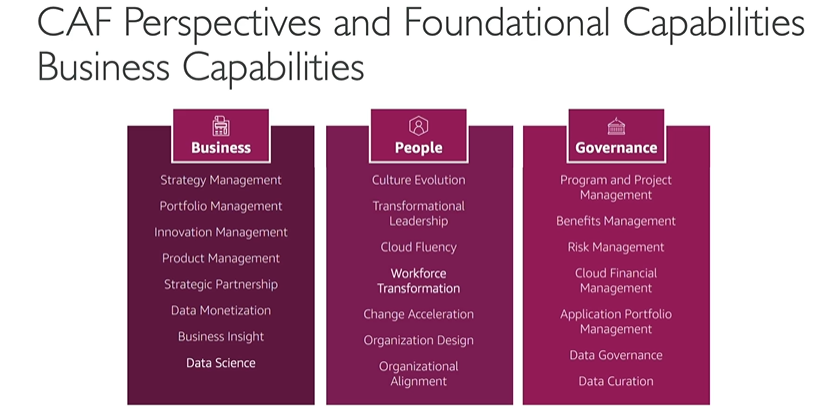 CAF Perspectives and Foundational Capabilities
Business Capabilities
Business
Strategy Management
Portfolio Management
Innovation Management
Product Management
Strategic Partnership
Data Monetization
Business Insight
Data Science
People
Culture Evolution
Transformational
Leadership
Cloud Fluency
Workforce
Transformation
Change Acceleration
Organization Design
Organizational
Alignment
Governance
Program and Project
Management
Benefits Management
Risk Management
Cloud Financial
Management
Application Portfolio
Management
Data Governance
Data Curation